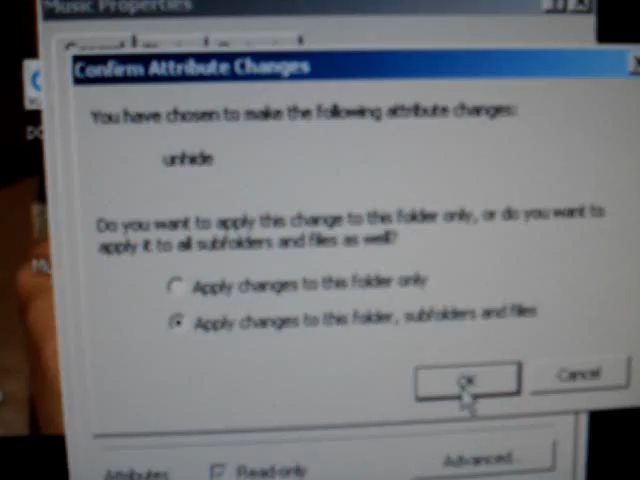 Music Properties
Confirm Attribute Changes
You have chosen to make the following attribute changes:
unhide
Do you want to apply this change to this folder only, or do you want to
apply it to all subfolders and files as well?
Apply changes to this folder only
Apply changes to this folder, subfolders and files
OK
Cancel
Attributes:
Read-only
Advanced...